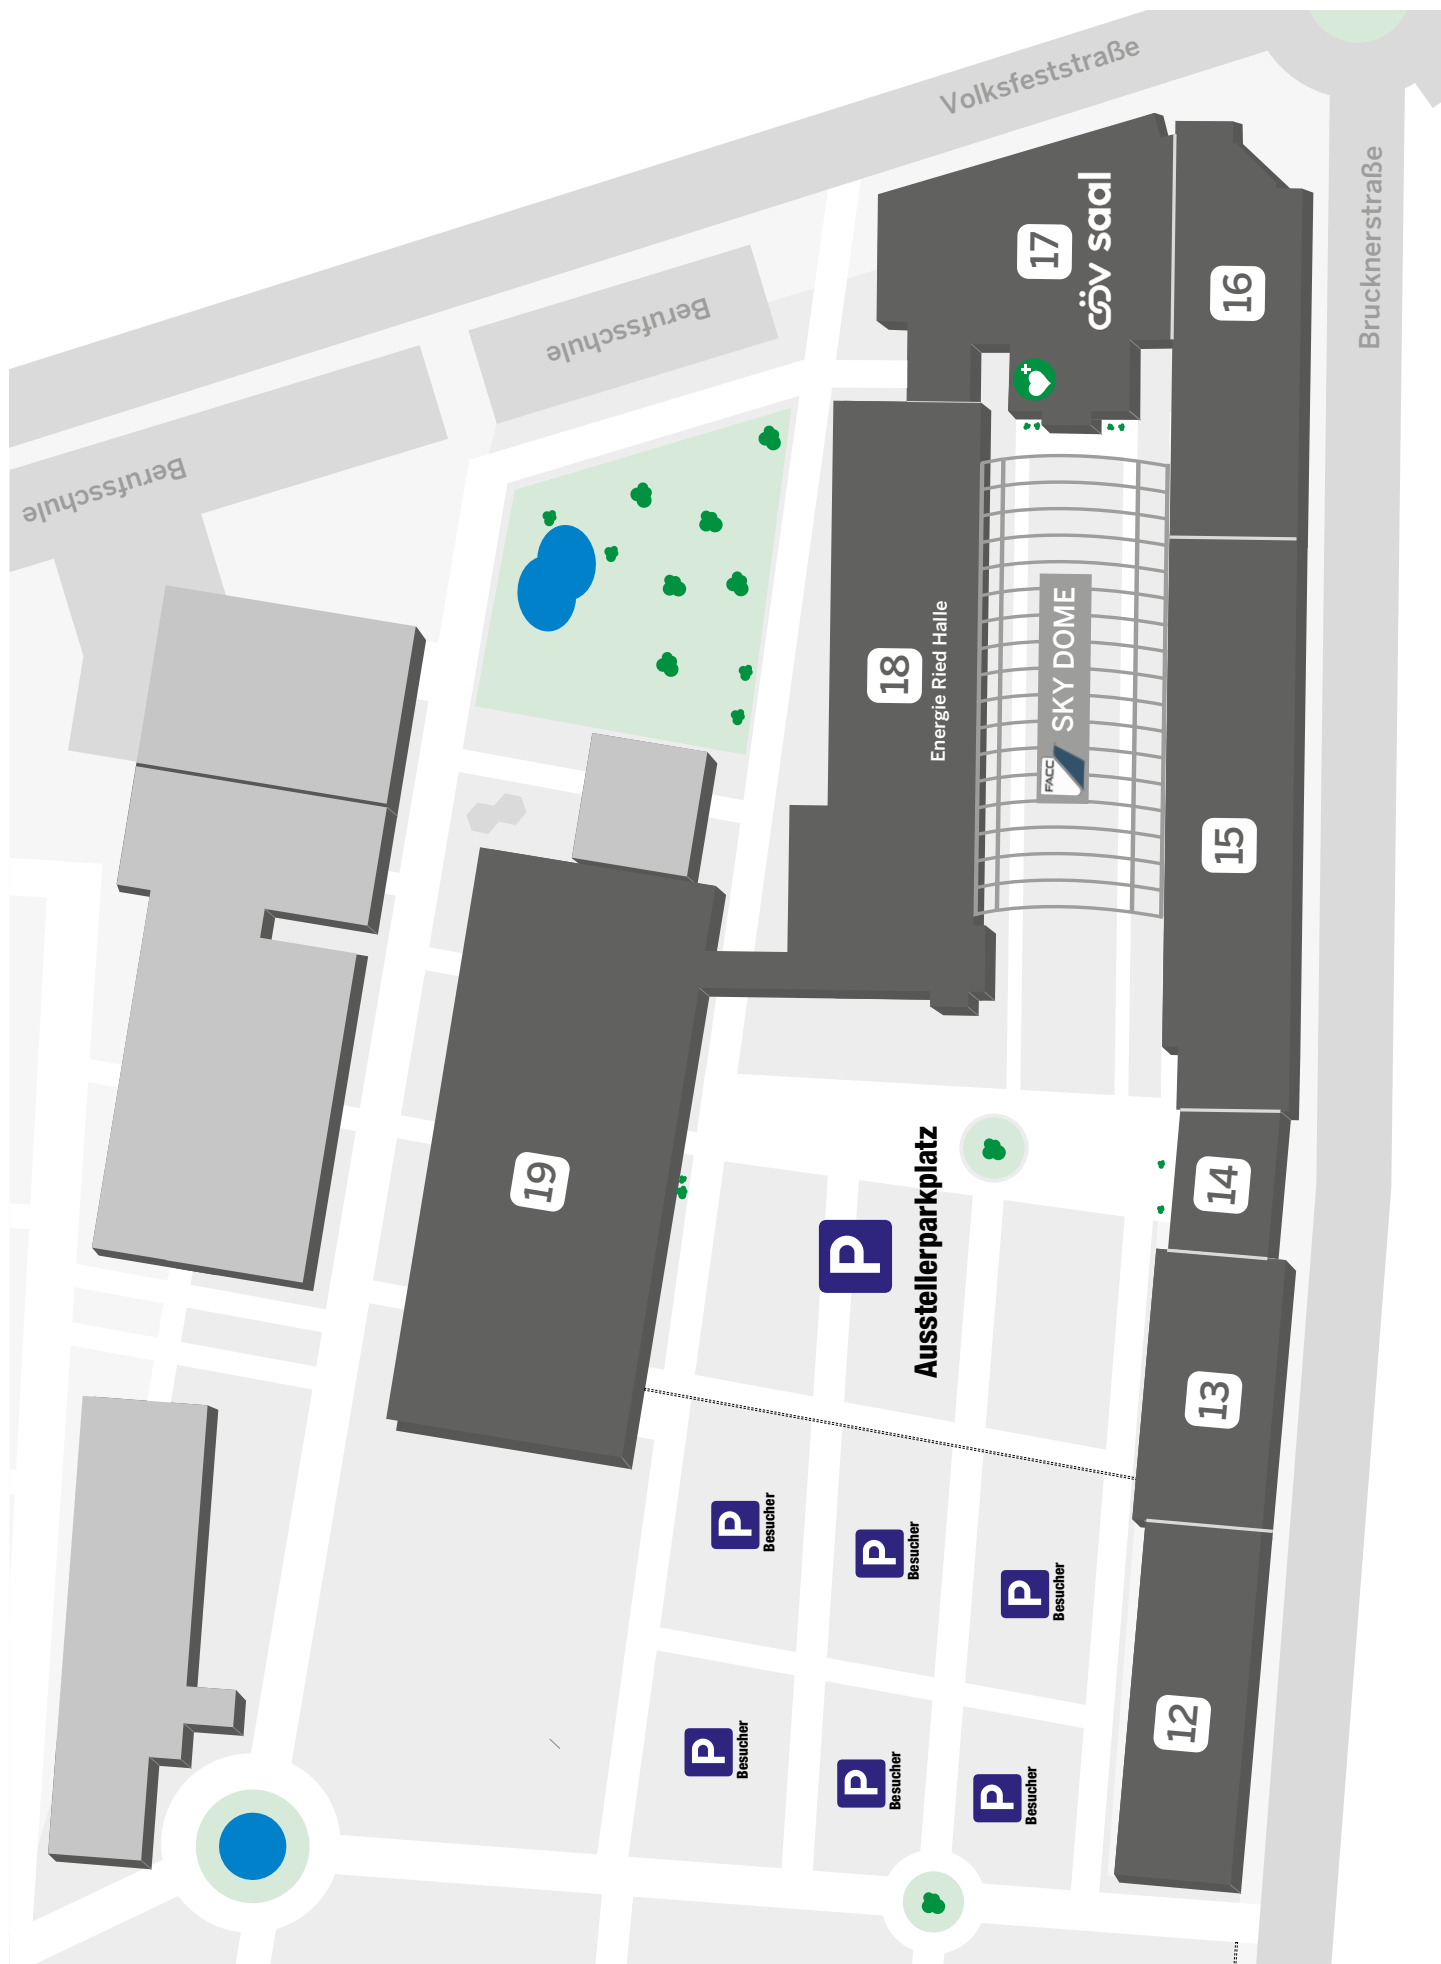 Volksfeststraße
Brucknerstraße
Berufsschule
Berufsschule
17
cööv saal
16
18
Energie Ried Halle
SKY DOME
FACC
15
19
14
P
Ausstellerparkplatz
13
P
Besucher
P
Besucher
P
Besucher
12
P
Besucher
P
Besucher
P
Besucher